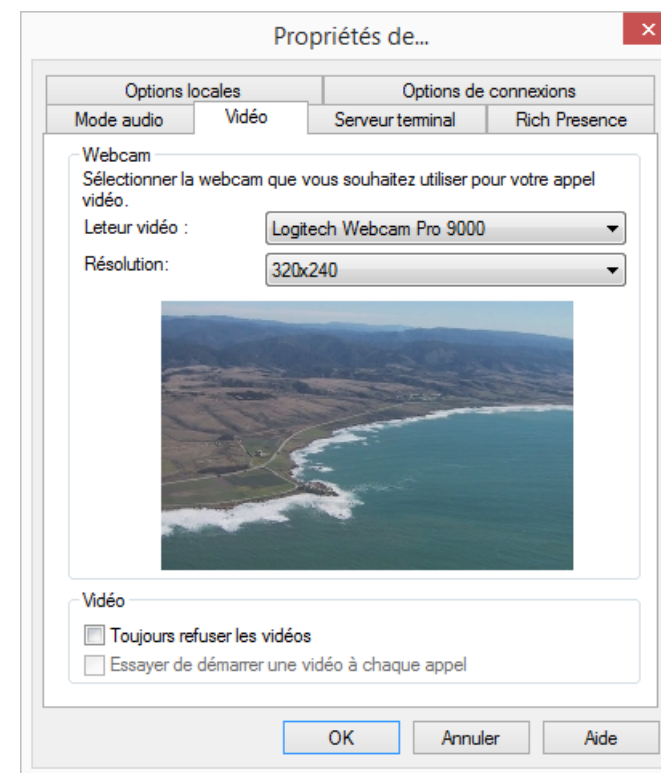 Propriétés de...
Options locales
Options de connexions
Mode audio
Vidéo
Serveur terminal
Rich Presence
Webcam
Sélectionner la webcam que vous souhaitez utiliser pour votre appel
vidéo.
Leteur vidéo :
Logitech Webcam Pro 9000
Résolution:
320x240
Vidéo
Toujours refuser les vidéos
Essayer de démarrer une vidéo à chaque appel
OK
Annuler
Aide